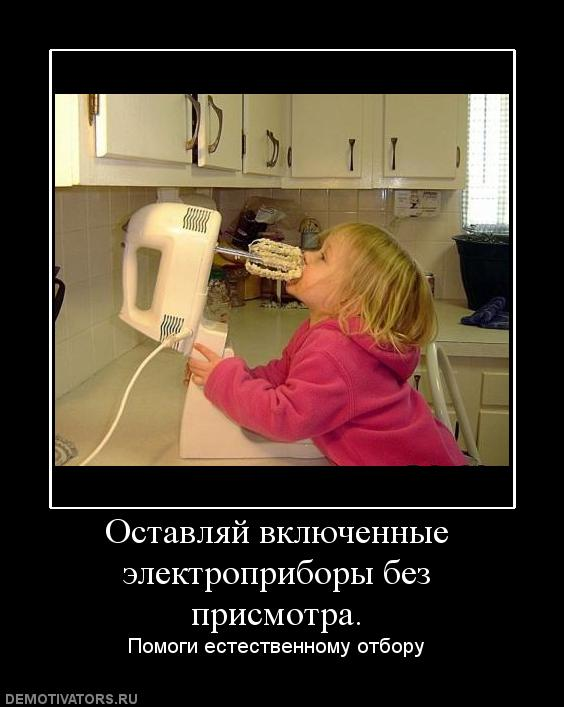 Оставляй включенные
электроприборы без
присмотра.
Помоги естественному отбору
DEMOTIVATORS.RU